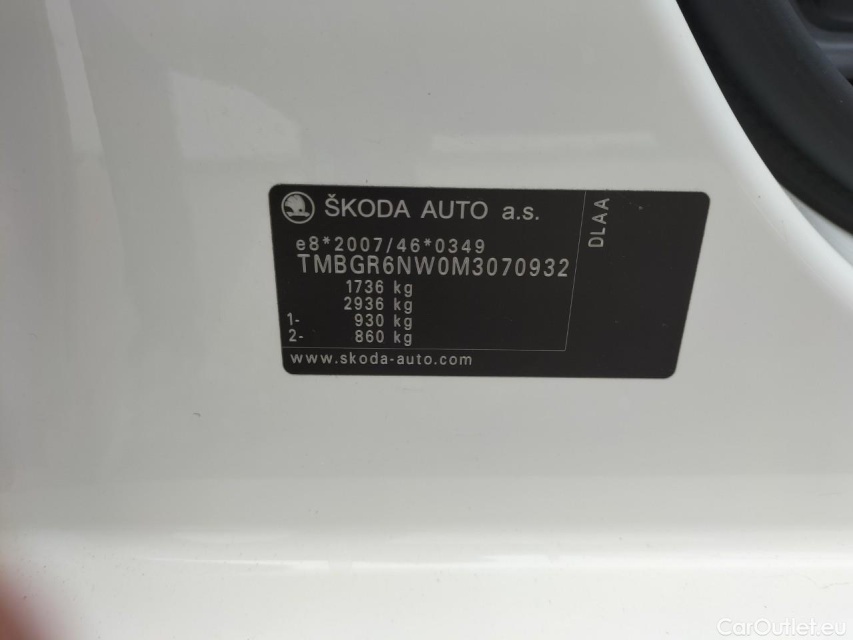 ŠKODA AUTO a.s.
DLAA
e8*2007/46*0349
TMBGR6NW0M3070932
1736 kg
2936 kg
1- 930 kg
2- 860 kg
www.skoda-auto.com
CarOutlet.eu